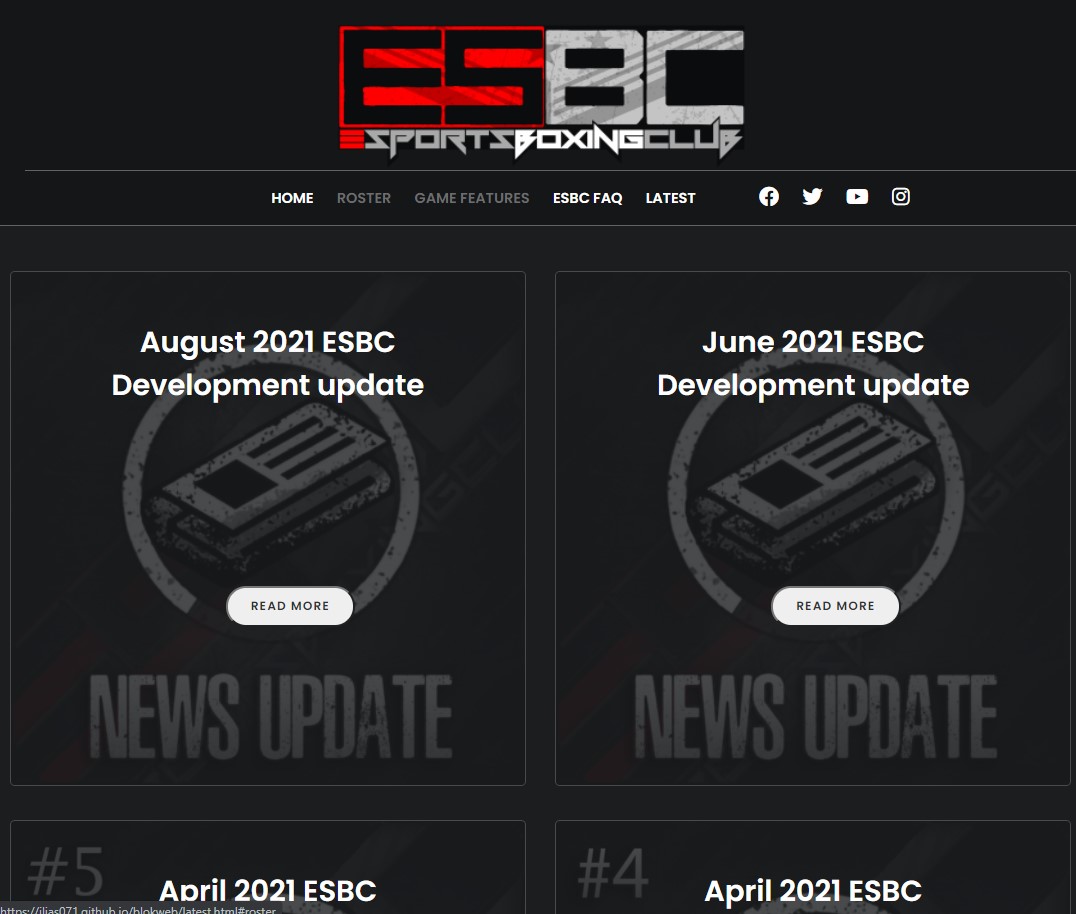 ESBC
ESPORTSBOXINGCLUB
HOME ROSTER GAME FEATURES ESBC FAQ LATEST
August 2021 ESBC
Development update
READ MORE
NEWS UPDATE
June 2021 ESBC
Development update
READ MORE
NEWS UPDATE
#5
April 2021 ESBC
#4
April 2021 ESBC
https://iljas071.github.io/blokweb/latest.html#roster